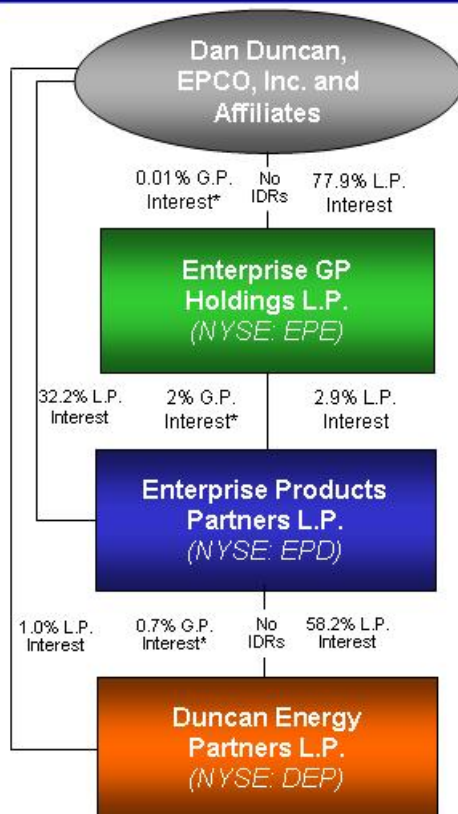 Dan Duncan,
EPCO, Inc. and
Affiliates
0.01% G.P.
Interest*
No
IDRs
77.9% L.P.
Interest
Enterprise GP
Holdings L.P.
(NYSE: EPE)
32.2% L.P.
Interest
2% G.P.
Interest*
2.9% L.P.
Interest
Enterprise Products
Partners L.P.
(NYSE: EPD)
1.0% L.P.
Interest
0.7% G.P.
Interest*
No
IDRs
58.2% L.P.
Interest
Duncan Energy
Partners L.P.
(NYSE: DEP)